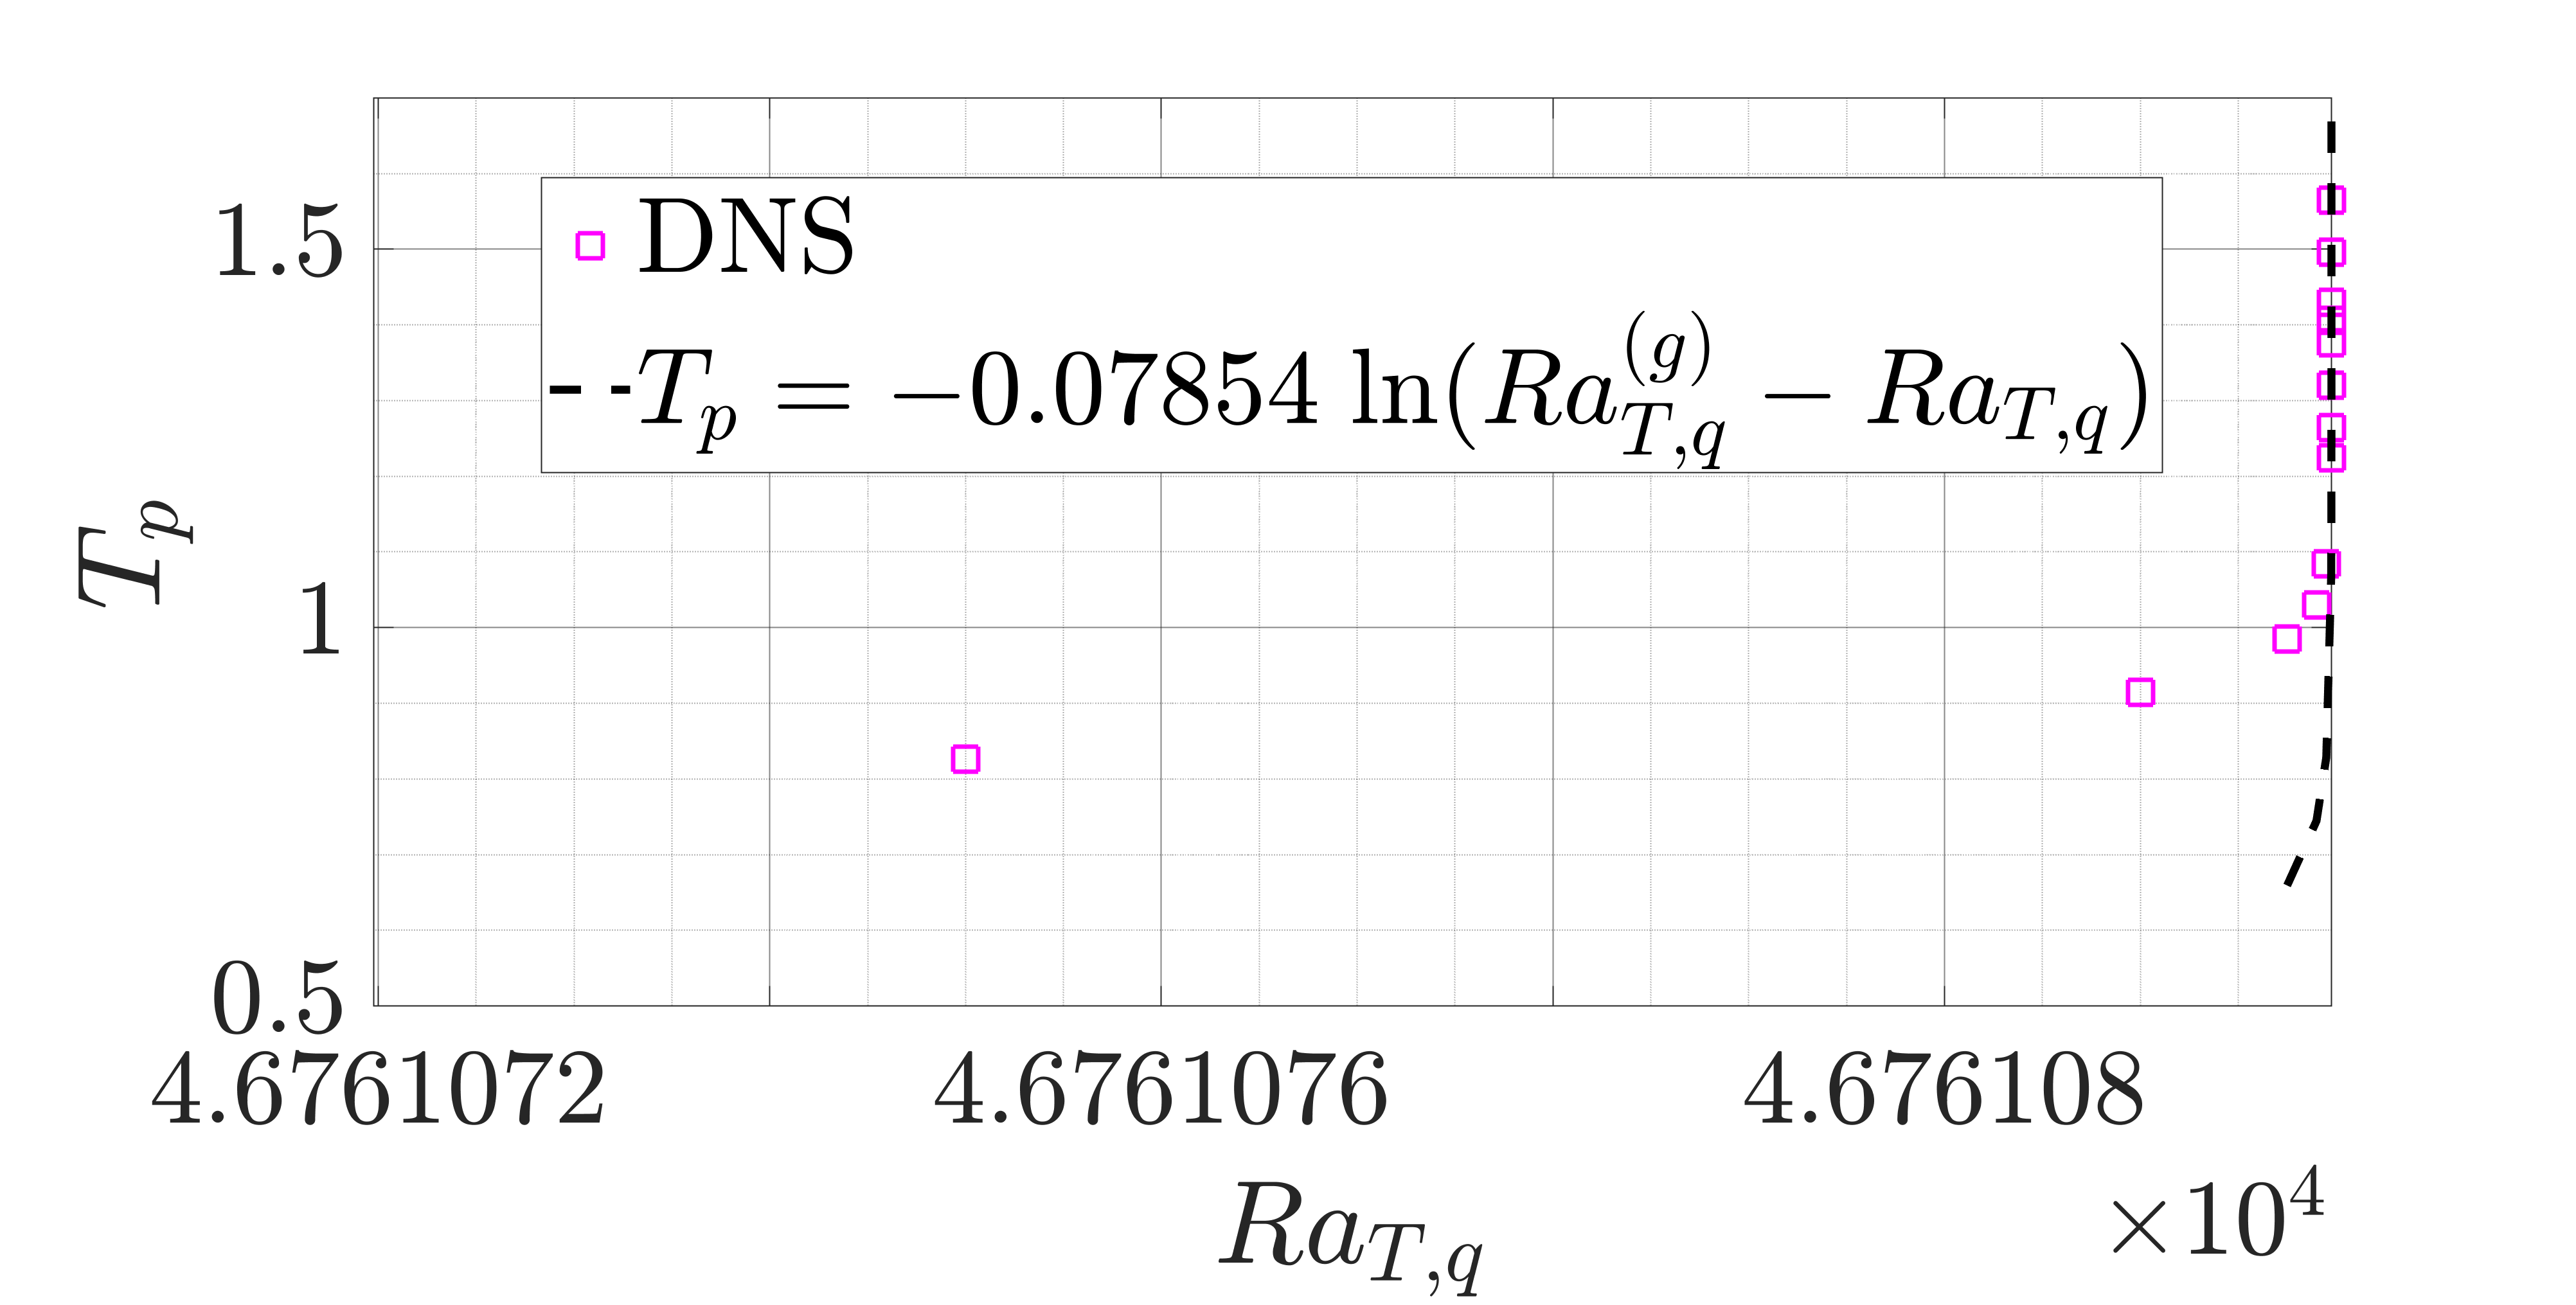 DNS
T_p = −0.07854 ln(Ra_{T,q}^{(g)} − Ra_{T,q})
1.5
1
0.5
T_p
4.6761072 4.6761076 4.676108
×10^4
Ra_{T,q}